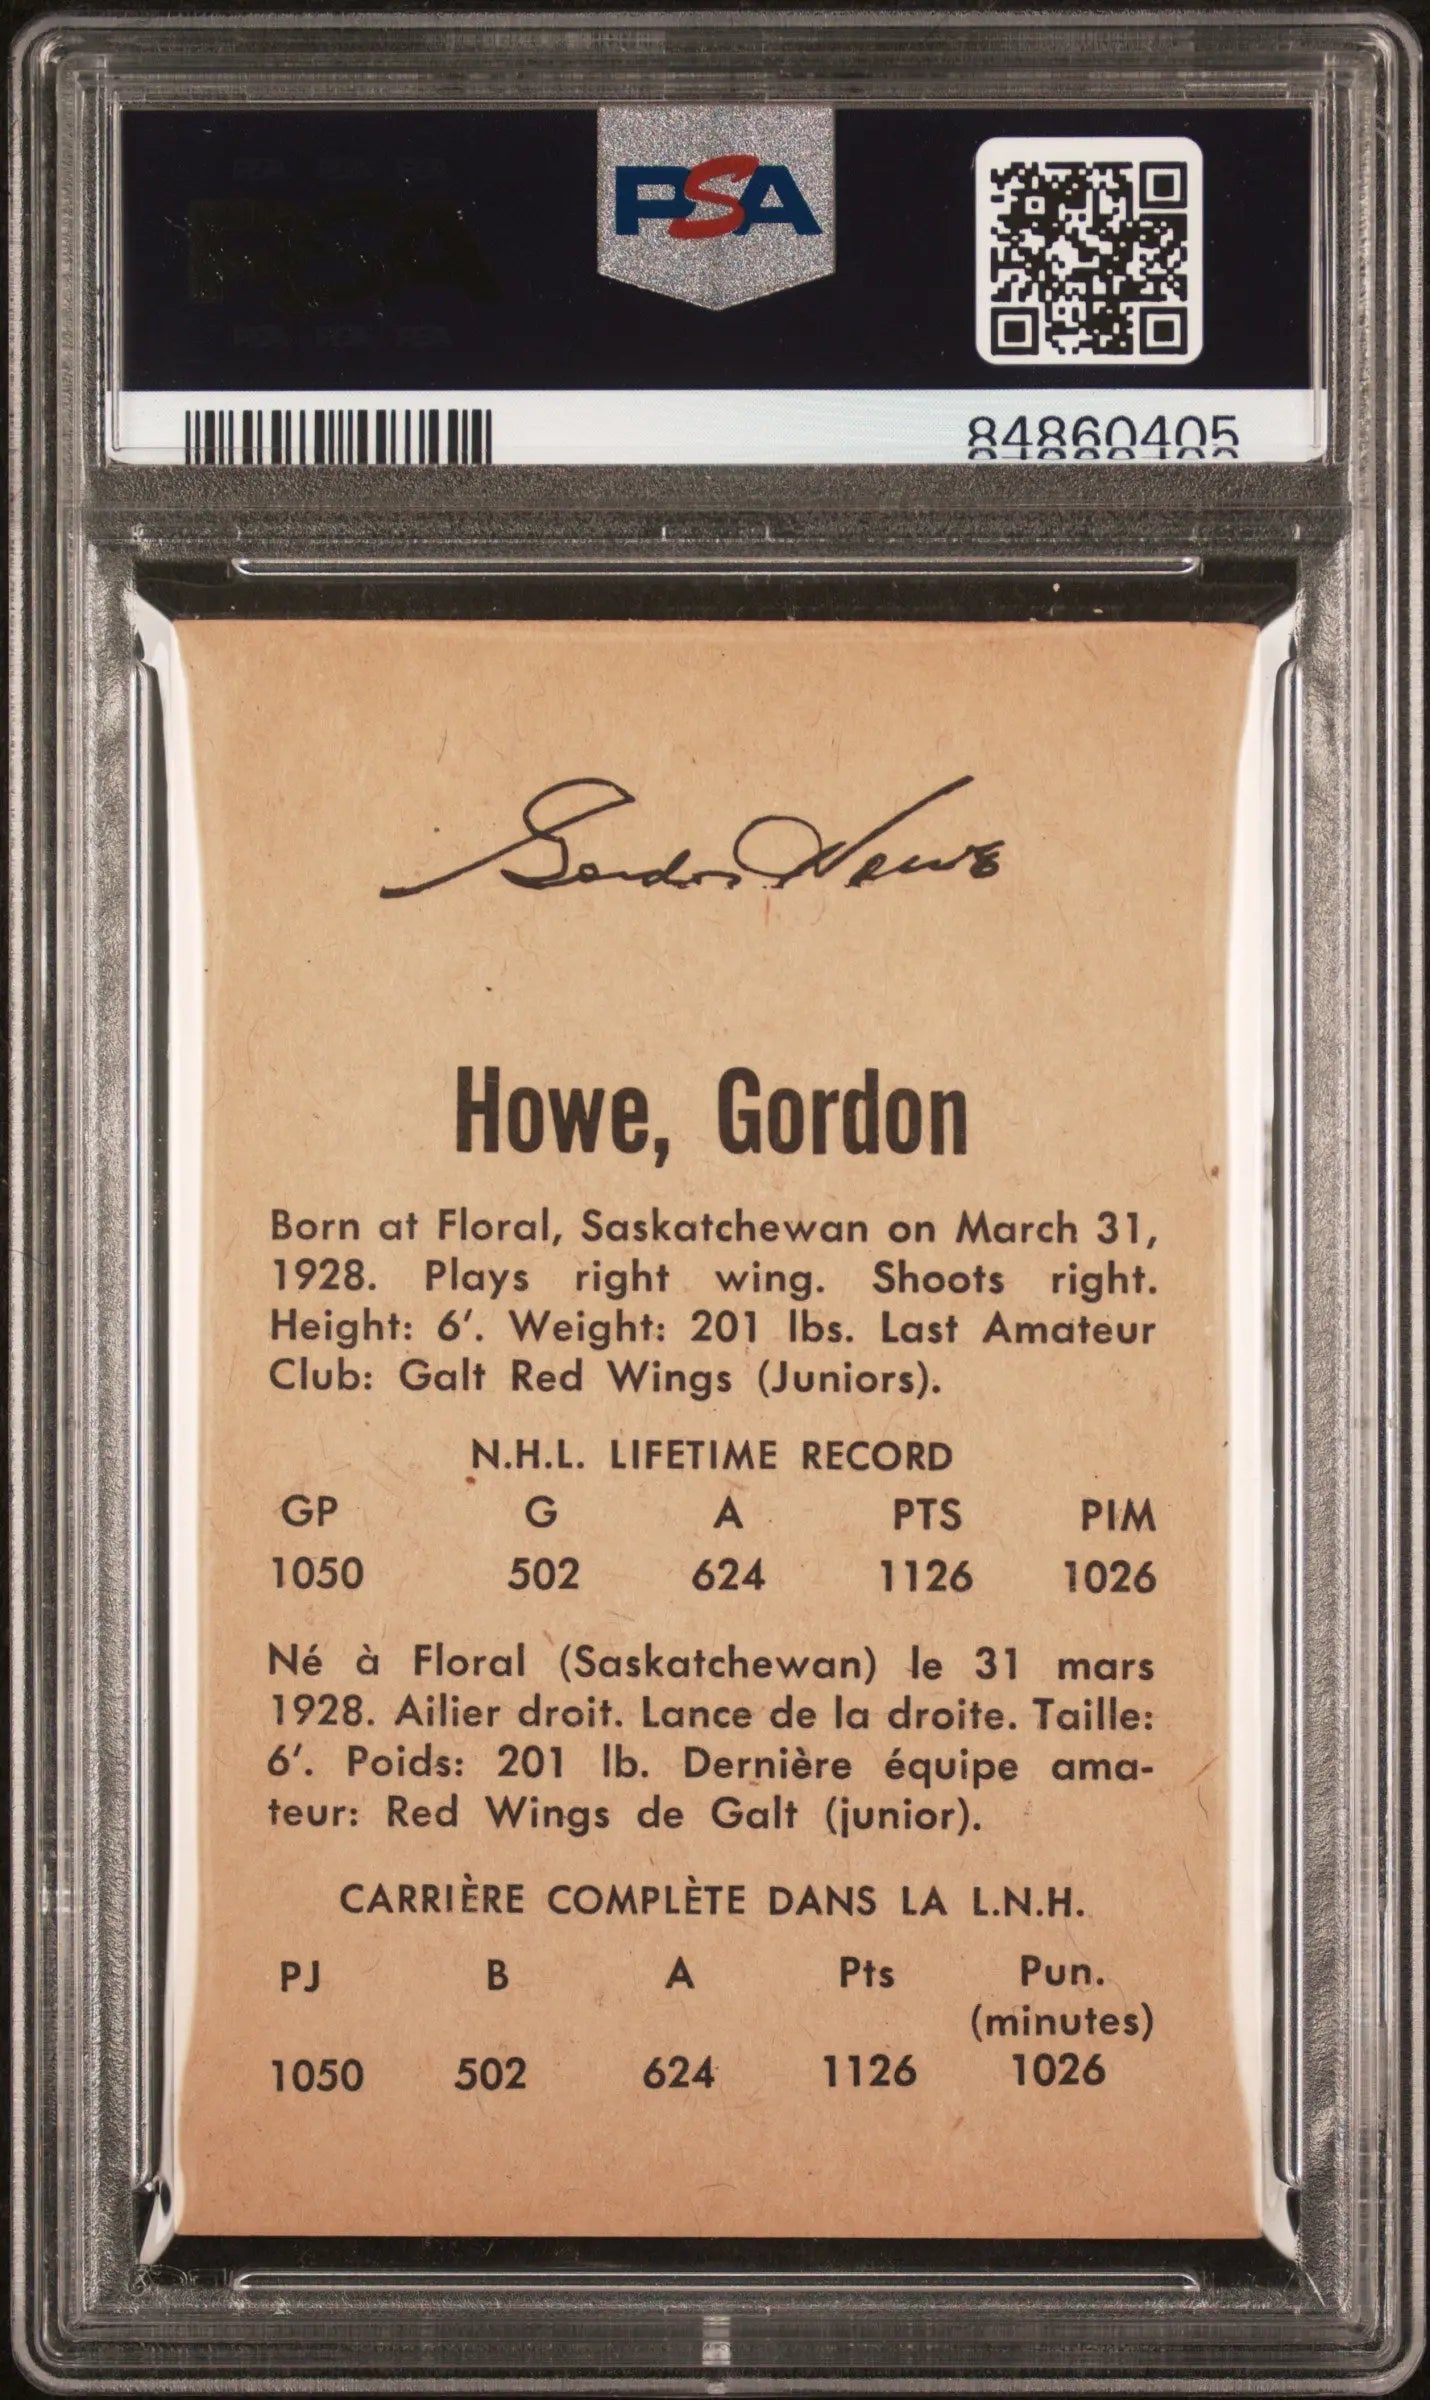 PSA
84860405
Gordon Howe
Howe, Gordon
Born at Floral, Saskatchewan on March 31,
1928. Plays right wing. Shoots right.
Height: 6′. Weight: 201 lbs. Last Amateur
Club: Galt Red Wings (Juniors).
N.H.L. LIFETIME RECORD
GP G A PTS PIM
1050 502 624 1126 1026
Né à Floral (Saskatchewan) le 31 mars
1928. Ailier droit. Lance de la droite. Taille:
6′. Poids: 201 lb. Dernière équipe ama-
teur: Red Wings de Galt (junior).
CARRIÈRE COMPLÈTE DANS LA L.N.H.
PJ B A Pts Pun.
(minutes)
1050 502 624 1126 1026